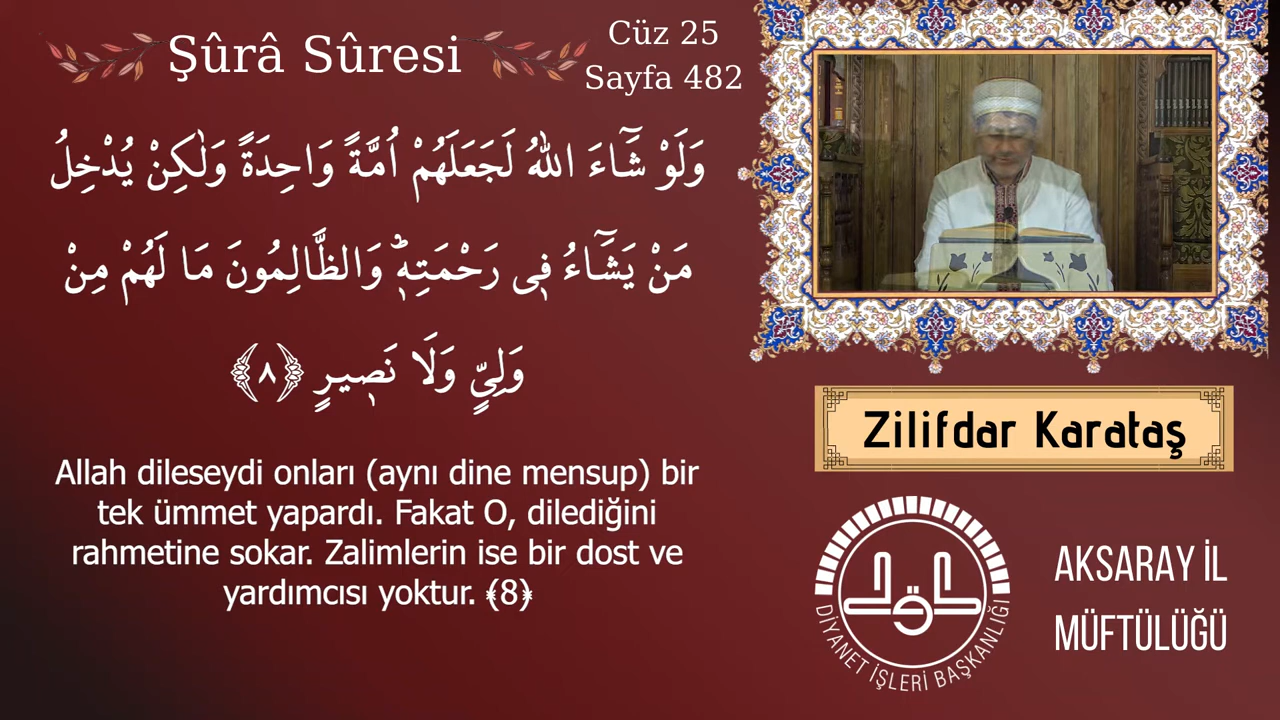 Şûrâ Sûresi
Cüz 25
Sayfa 482
وَلَوْ شَٓاءَ اللّٰهُ لَجَعَلَهُمْ اُمَّةً وَاحِدَةً وَلٰكِنْ يُدْخِلُ
مَنْ يَشَٓاءُ ف۪ى رَحْمَتِه۪ۜ وَالظَّالِمُونَ مَا لَهُمْ مِنْ
وَلِىٍّ وَلَا نَص۪يرٍ ﴿٨﴾
Allah dileseydi onları (aynı dine mensup) bir
tek ümmet yapardı. Fakat O, dilediğini
rahmetine sokar. Zalimlerin ise bir dost ve
yardımcısı yoktur. ﴾8﴿
Zilifdar Karataş
DİYANET İŞLERİ BAŞKANLIĞI
AKSARAY İL
MÜFTÜLÜĞÜ